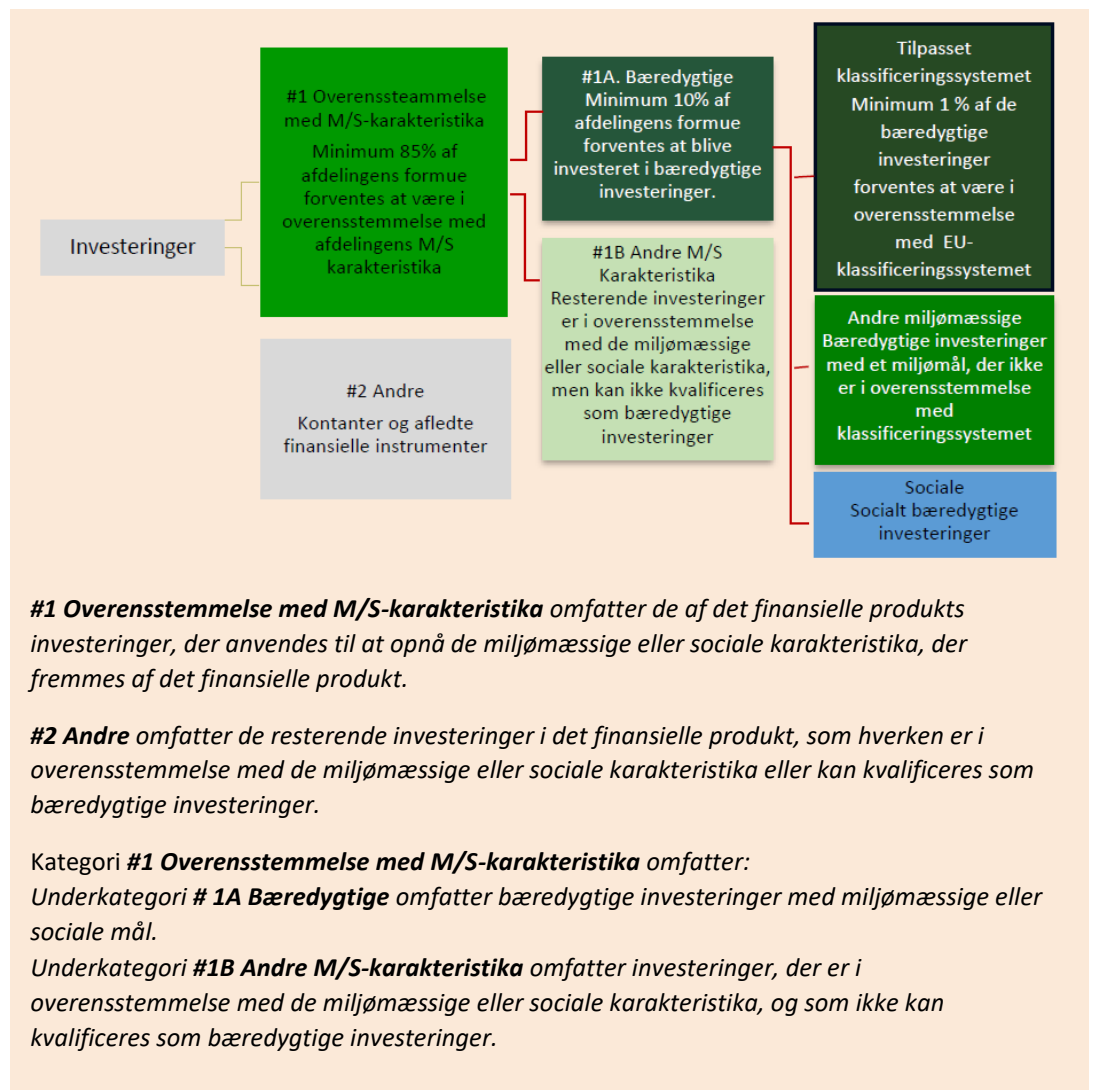 Investeringer
#1 Overenssteammelse
med M/S-karakteristika
Minimum 85% af
afdelingens formue
forventes at være i
overensstemmelse med
afdelingens M/S
karakteristika
#2 Andre
Kontanter og afledte
finansielle instrumenter
#1A. Bæredygtige
Minimum 10% af
afdelingens formue
forventes at blive
investeret i bæredygtige
investeringer.
#1B Andre M/S
Karakteristika
Resterende investeringer
er i overensstemmelse
med de miljømæssige
eller sociale karakteristika,
men kan ikke kvalificeres
som bæredygtige
investeringer
Tilpasset
klassificeringssystemet
Minimum 1 % af de
bæredygtige
investeringer
forventes at være i
overensstemmelse
med EU-
klassificeringssystemet
Andre miljømæssige
Bæredygtige investeringer
med et miljømål, der ikke
er i overensstemmelse
med
klassificeringssystemet
Sociale
Socialt bæredygtige
investeringer
#1 Overensstemmelse med M/S-karakteristika omfatter de af det finansielle produkts
investeringer, der anvendes til at opnå de miljømæssige eller sociale karakteristika, der
fremmes af det finansielle produkt.
#2 Andre omfatter de resterende investeringer i det finansielle produkt, som hverken er i
overensstemmelse med de miljømæssige eller sociale karakteristika eller kan kvalificeres som
bæredygtige investeringer.
Kategori #1 Overensstemmelse med M/S-karakteristika omfatter:
Underkategori # 1A Bæredygtige omfatter bæredygtige investeringer med miljømæssige eller
sociale mål.
Underkategori #1B Andre M/S-karakteristika omfatter investeringer, der er i
overensstemmelse med de miljømæssige eller sociale karakteristika, og som ikke kan
kvalificeres som bæredygtige investeringer.